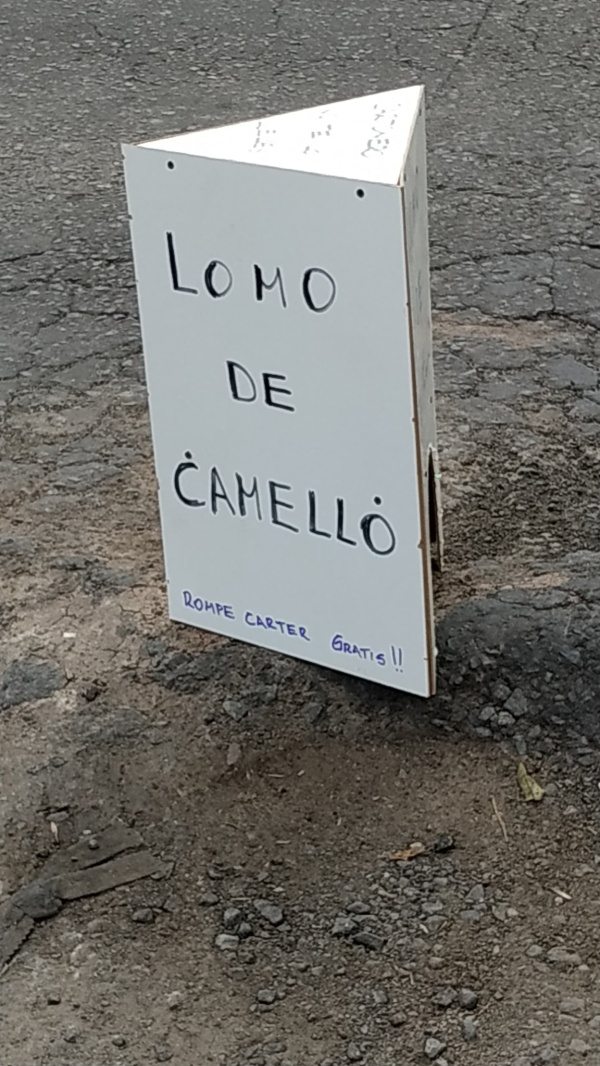 LOMO
DE
CAMELLO
ROMPE CARTER GRATIS!!